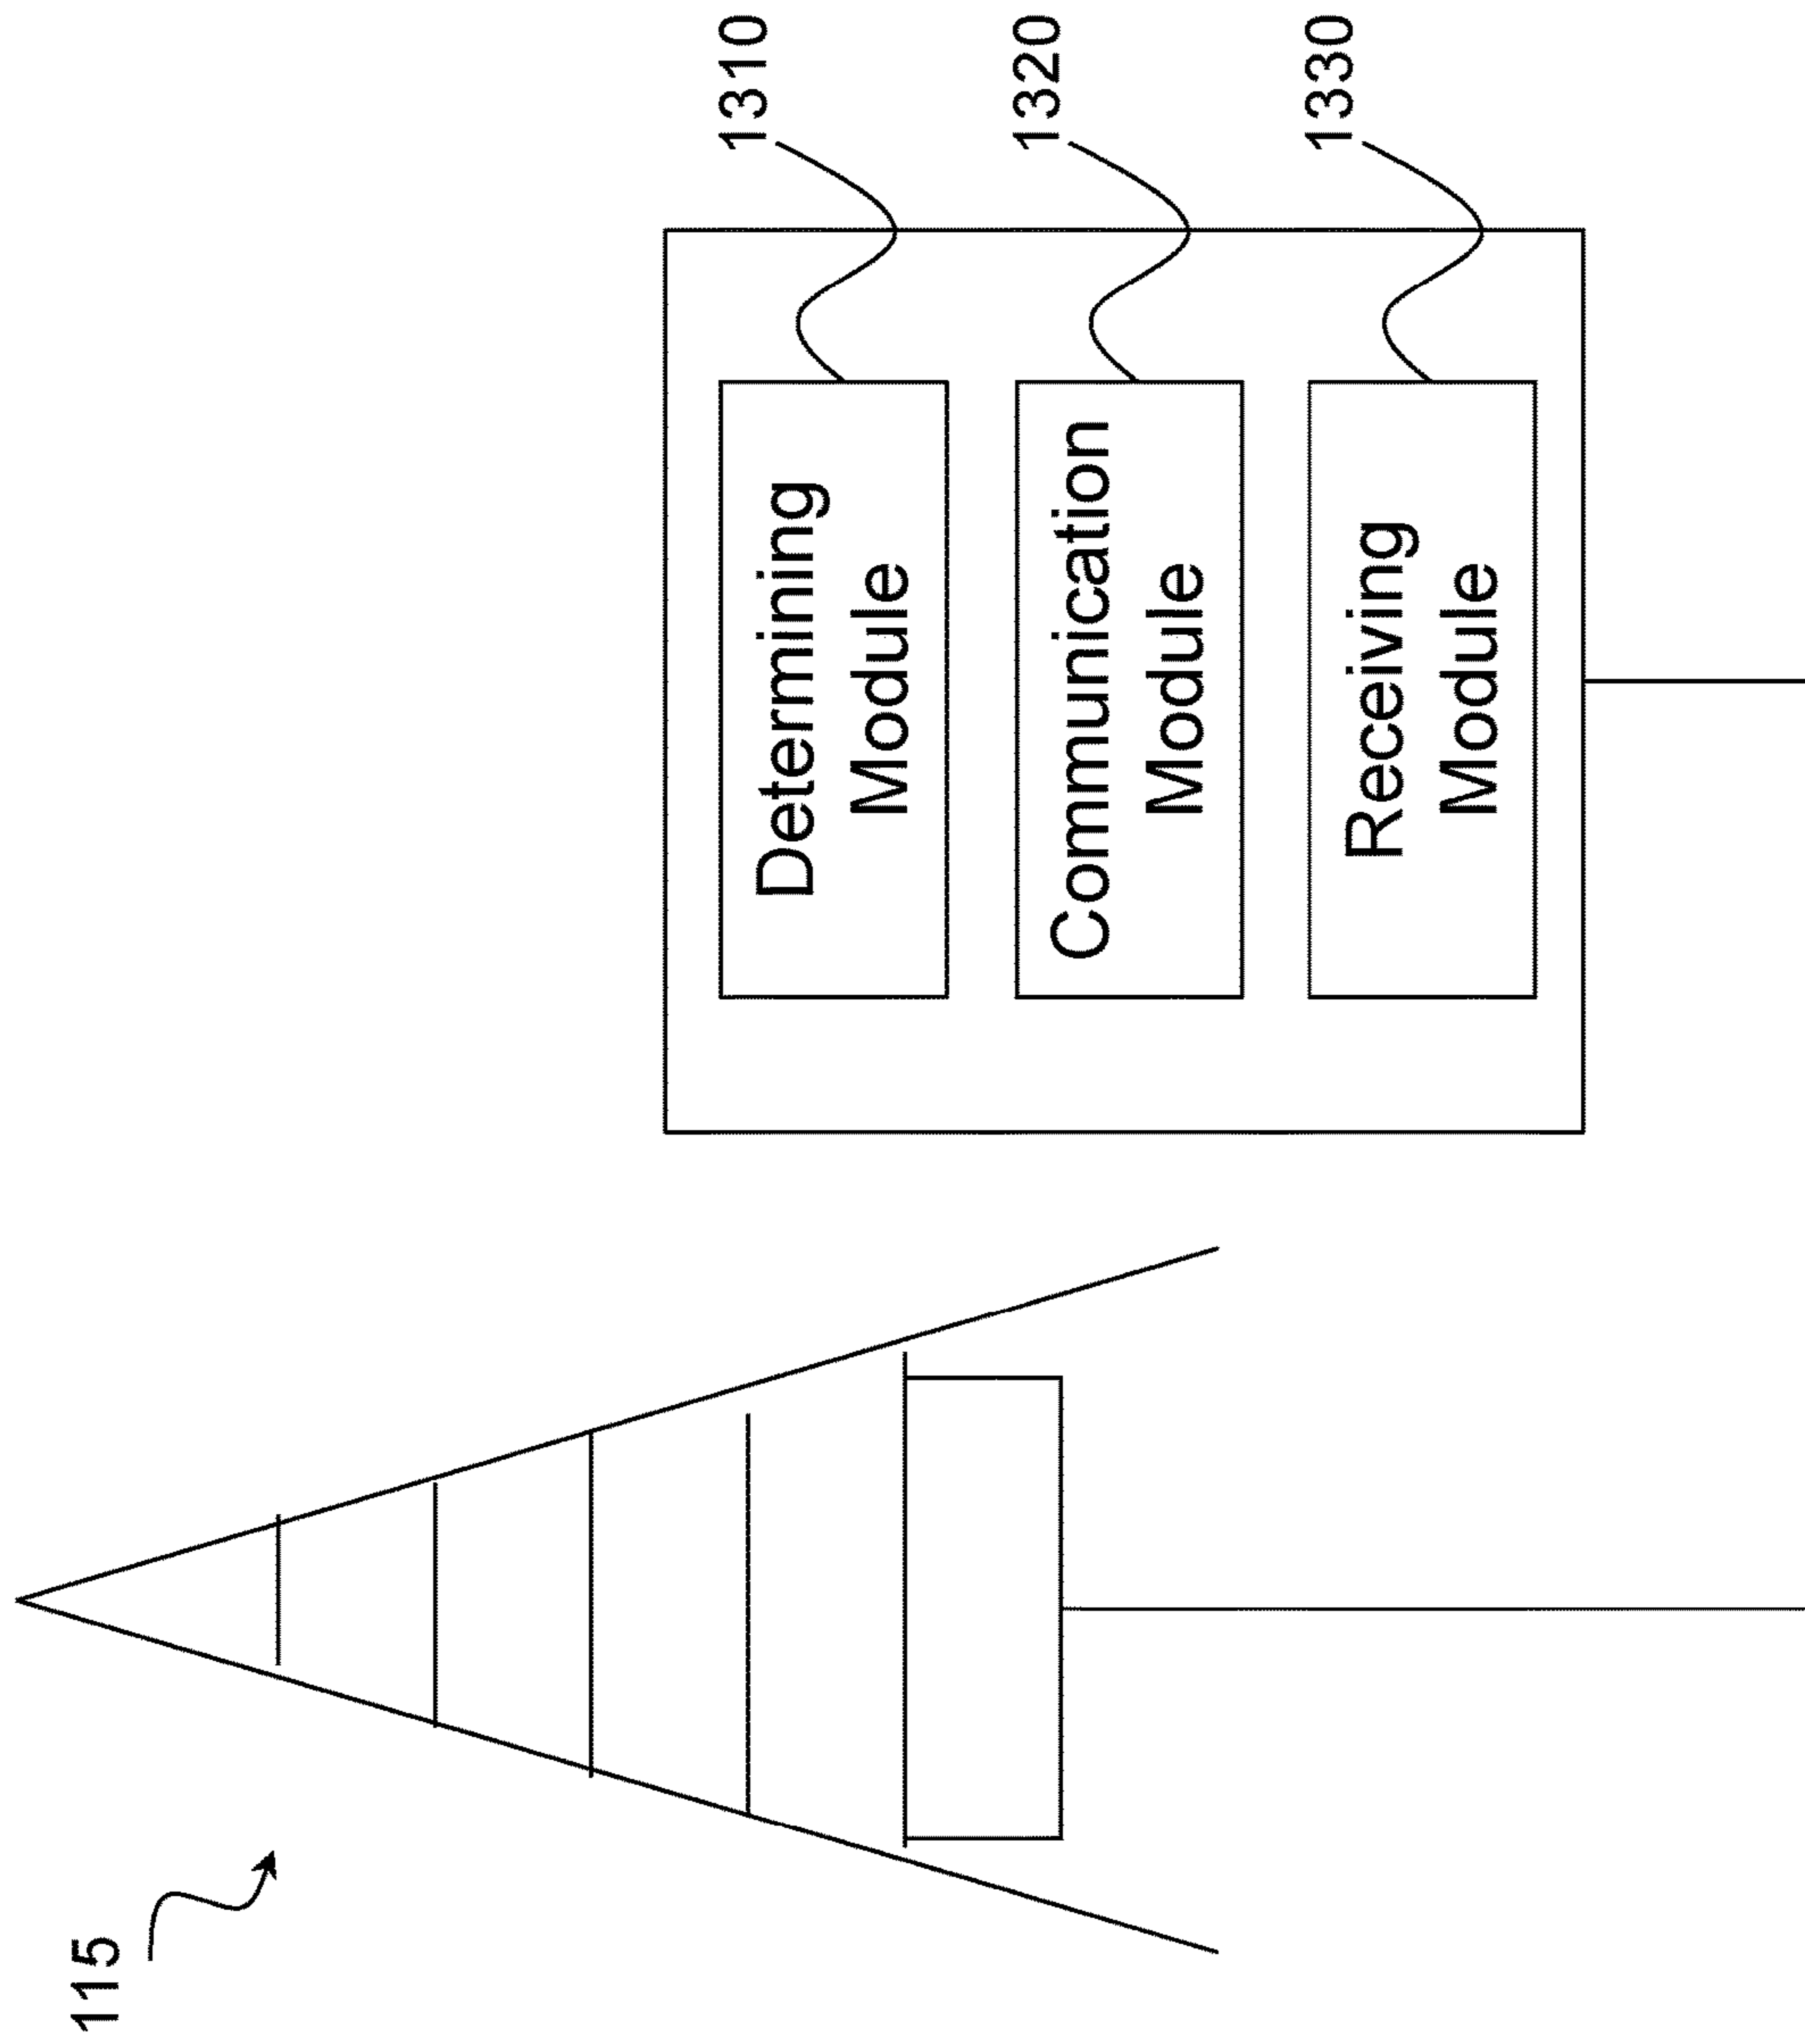 115
Determining
Module
1310
Communication
Module
1320
Receiving
Module
1330